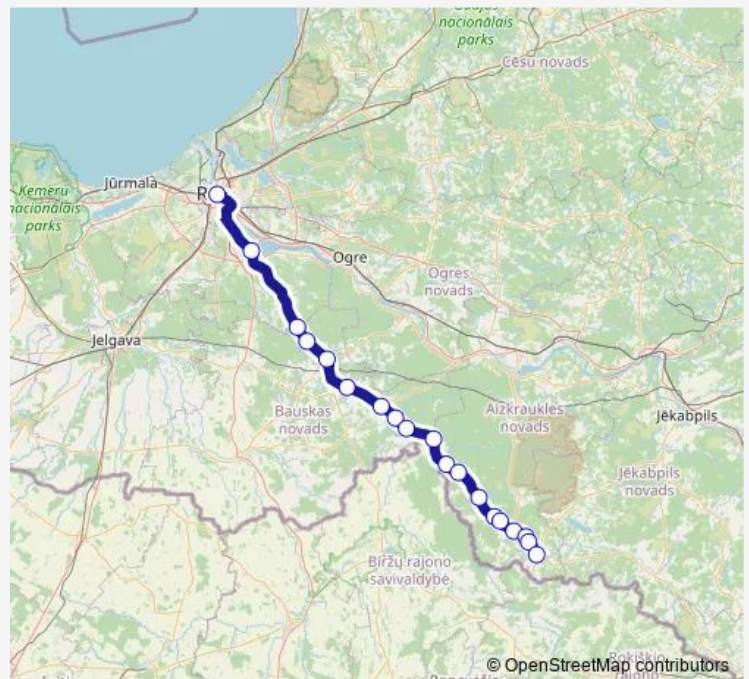 Gaujas
nacionālais
parks
Cēsu novads
Jūrmala
R
Ķemeru
nacionālais
parks
Ogre
Ogres
novads
Jelgava
Bauskas
novads
Aizkraukles
novads
Jēkabpils
Jēkabpils
novads
Biržų rajono
savivaldybė
Rokiškio
rajono
© OpenStreetMap contributors